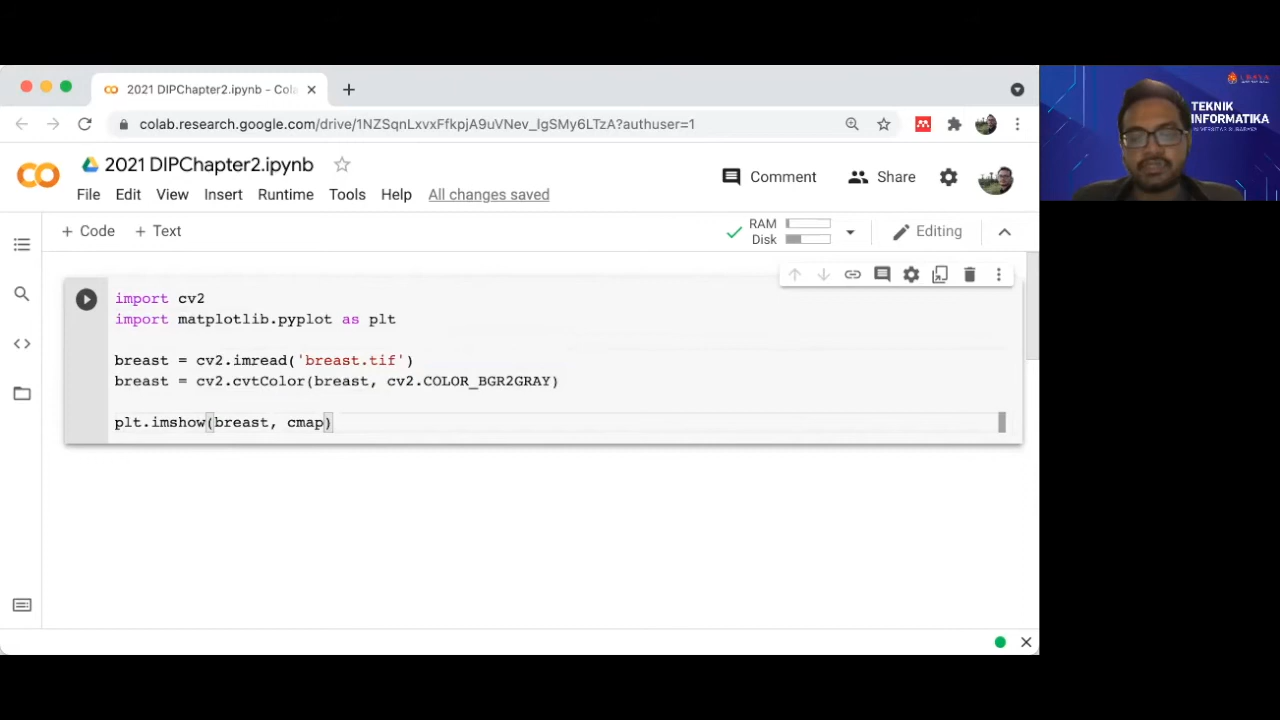 2021 DIPChapter2.ipynb - Cola
colab.research.google.com/drive/1NZSqnLxvxFfkpjA9uVNev_lgSMy6LTzA?authuser=1
2021 DIPChapter2.ipynb
File Edit View Insert Runtime Tools Help All changes saved
Comment Share
+ Code + Text
RAM
Disk
Editing
import cv2
import matplotlib.pyplot as plt
breast = cv2.imread('breast.tif')
breast = cv2.cvtColor(breast, cv2.COLOR_BGR2GRAY)
plt.imshow(breast, cmap)
TEKNIK
INFORMATIKA